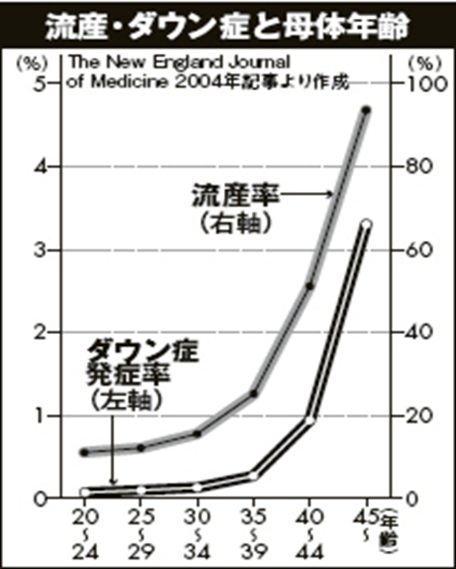 流産・ダウン症と母体年齢
(%)
The New England Journal
of Medicine 2004年記事より作成
(%)
5
100
4
80
流産率
(右軸)
3
60
2
40
ダウン症
発症率
(左軸)
1
20
0
0
20〜24
25〜29
30〜34
35〜39
40〜44
45〜
(年齢)